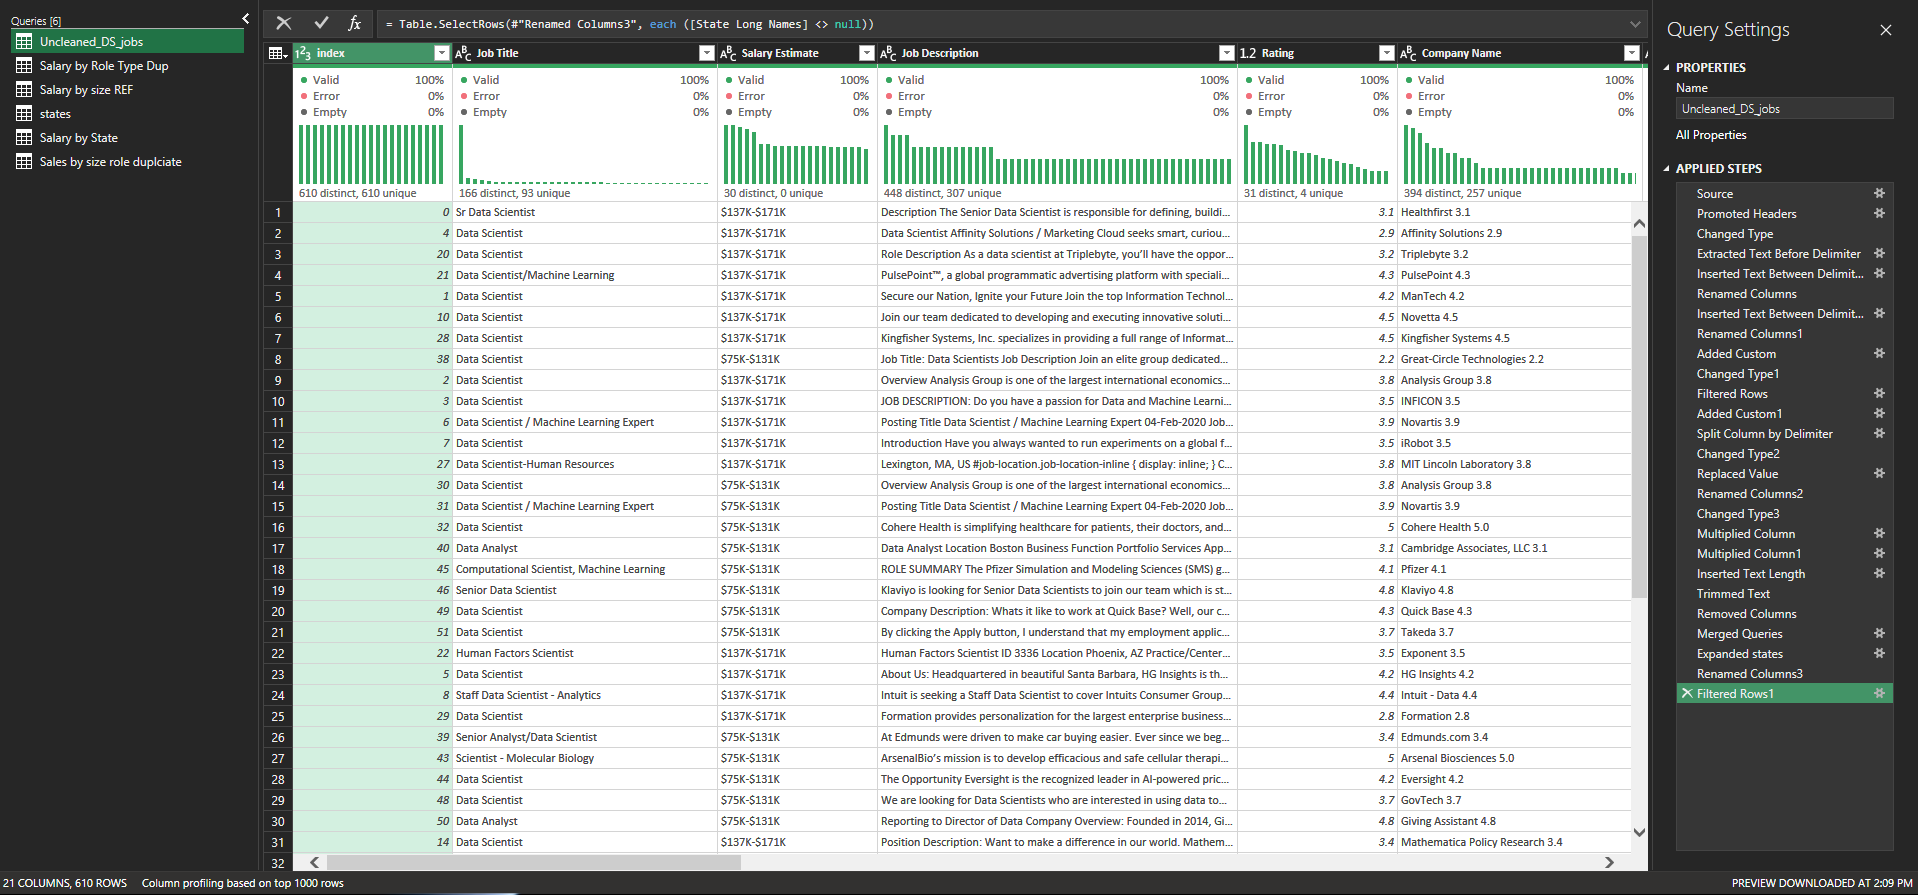 Queries [6]
Uncleaned_DS_jobs
Salary by Role Type Dup
Salary by size REF
states
Salary by State
Sales by size role duplciate
fx
= Table.SelectRows(#"Renamed Columns3", each ([State Long Names] <> null))
123 index ABC Job Title ABC Salary Estimate ABC Job Description 1.2 Rating ABC Company Name
Valid 100% Valid 100% Valid 100% Valid 100% Valid 100% Valid 100%
Error 0% Error 0% Error 0% Error 0% Error 0% Error 0%
Empty 0% Empty 0% Empty 0% Empty 0% Empty 0% Empty 0%
610 distinct, 610 unique 166 distinct, 93 unique 30 distinct, 0 unique 448 distinct, 307 unique 31 distinct, 4 unique 394 distinct, 257 unique
1 0 Sr Data Scientist $137K-$171K Description The Senior Data Scientist is responsible for defining, buildi... 3.1 Healthfirst 3.1
2 4 Data Scientist $137K-$171K Data Scientist Affinity Solutions / Marketing Cloud seeks smart, curiou... 2.9 Affinity Solutions 2.9
3 20 Data Scientist $137K-$171K Role Description As a data scientist at Triplebyte, you'll have the oppor... 3.2 Triplebyte 3.2
4 21 Data Scientist/Machine Learning $137K-$171K PulsePoint™, a global programmatic advertising platform with speciali... 4.3 PulsePoint 4.3
5 1 Data Scientist $137K-$171K Secure our Nation, Ignite your Future Join the top Information Technol... 4.2 ManTech 4.2
6 10 Data Scientist $137K-$171K Join our team dedicated to developing and executing innovative soluti... 4.5 Novetta 4.5
7 28 Data Scientist $137K-$171K Kingfisher Systems, Inc. specializes in providing a full range of Informat... 4.5 Kingfisher Systems 4.5
8 38 Data Scientist $75K-$131K Job Title: Data Scientists Job Description Join an elite group dedicated... 2.2 Great-Circle Technologies 2.2
9 2 Data Scientist $137K-$171K Overview Analysis Group is one of the largest international economics... 3.8 Analysis Group 3.8
10 3 Data Scientist $137K-$171K JOB DESCRIPTION: Do you have a passion for Data and Machine Learni... 3.5 INFICON 3.5
11 6 Data Scientist / Machine Learning Expert $137K-$171K Posting Title Data Scientist / Machine Learning Expert 04-Feb-2020 Job... 3.9 Novartis 3.9
12 7 Data Scientist $137K-$171K Introduction Have you always wanted to run experiments on a global f... 3.5 iRobot 3.5
13 27 Data Scientist-Human Resources $137K-$171K Lexington, MA, US #job-location.job-location-inline { display: inline; } C... 3.8 MIT Lincoln Laboratory 3.8
14 30 Data Scientist $75K-$131K Overview Analysis Group is one of the largest international economics... 3.8 Analysis Group 3.8
15 31 Data Scientist / Machine Learning Expert $75K-$131K Posting Title Data Scientist / Machine Learning Expert 04-Feb-2020 Job... 3.9 Novartis 3.9
16 32 Data Scientist $75K-$131K Cohere Health is simplifying healthcare for patients, their doctors, and... 5 Cohere Health 5.0
17 40 Data Analyst $75K-$131K Data Analyst Location Boston Business Function Portfolio Services App... 3.1 Cambridge Associates, LLC 3.1
18 45 Computational Scientist, Machine Learning $75K-$131K ROLE SUMMARY The Pfizer Simulation and Modeling Sciences (SMS) g... 4.1 Pfizer 4.1
19 46 Senior Data Scientist $75K-$131K Klaviyo is looking for Senior Data Scientists to join our team which is st... 4.8 Klaviyo 4.8
20 49 Data Scientist $75K-$131K Company Description: Whats it like to work at Quick Base? Well, our c... 4.3 Quick Base 4.3
21 51 Data Scientist $75K-$131K By clicking the Apply button, I understand that my employment applic... 3.7 Takeda 3.7
22 22 Human Factors Scientist $137K-$171K Human Factors Scientist ID 3336 Location Phoenix, AZ Practice/Center... 3.5 Exponent 3.5
23 5 Data Scientist $137K-$171K About Us: Headquartered in beautiful Santa Barbara, HG Insights is th... 4.2 HG Insights 4.2
24 8 Staff Data Scientist - Analytics $137K-$171K Intuit is seeking a Staff Data Scientist to cover Intuits Consumer Group... 4.4 Intuit - Data 4.4
25 29 Data Scientist $137K-$171K Formation provides personalization for the largest enterprise business... 2.8 Formation 2.8
26 39 Senior Analyst/Data Scientist $75K-$131K At Edmunds were driven to make car buying easier. Ever since we beg... 3.4 Edmunds.com 3.4
27 43 Scientist - Molecular Biology $75K-$131K ArsenalBio's mission is to develop efficacious and safe cellular therapi... 5 Arsenal Biosciences 5.0
28 44 Data Scientist $75K-$131K The Opportunity Eversight is the recognized leader in AI-powered pric... 4.2 Eversight 4.2
29 48 Data Scientist $75K-$131K We are looking for Data Scientists who are interested in using data to... 3.7 GovTech 3.7
30 50 Data Analyst $75K-$131K Reporting to Director of Data Company Overview: Founded in 2014, Gi... 4.8 Giving Assistant 4.8
31 14 Data Scientist $137K-$171K Position Description: Want to make a difference in our world. Mathem... 3.4 Mathematica Policy Research 3.4
32
Query Settings
PROPERTIES
Name
Uncleaned_DS_jobs
All Properties
APPLIED STEPS
Source
Promoted Headers
Changed Type
Extracted Text Before Delimiter
Inserted Text Between Delimit...
Renamed Columns
Inserted Text Between Delimit...
Renamed Columns1
Added Custom
Changed Type1
Filtered Rows
Added Custom1
Split Column by Delimiter
Changed Type2
Replaced Value
Renamed Columns2
Changed Type3
Multiplied Column
Multiplied Column1
Inserted Text Length
Trimmed Text
Removed Columns
Merged Queries
Expanded states
Renamed Columns3
Filtered Rows1
21 COLUMNS, 610 ROWS Column profiling based on top 1000 rows PREVIEW DOWNLOADED AT 2:09 PM